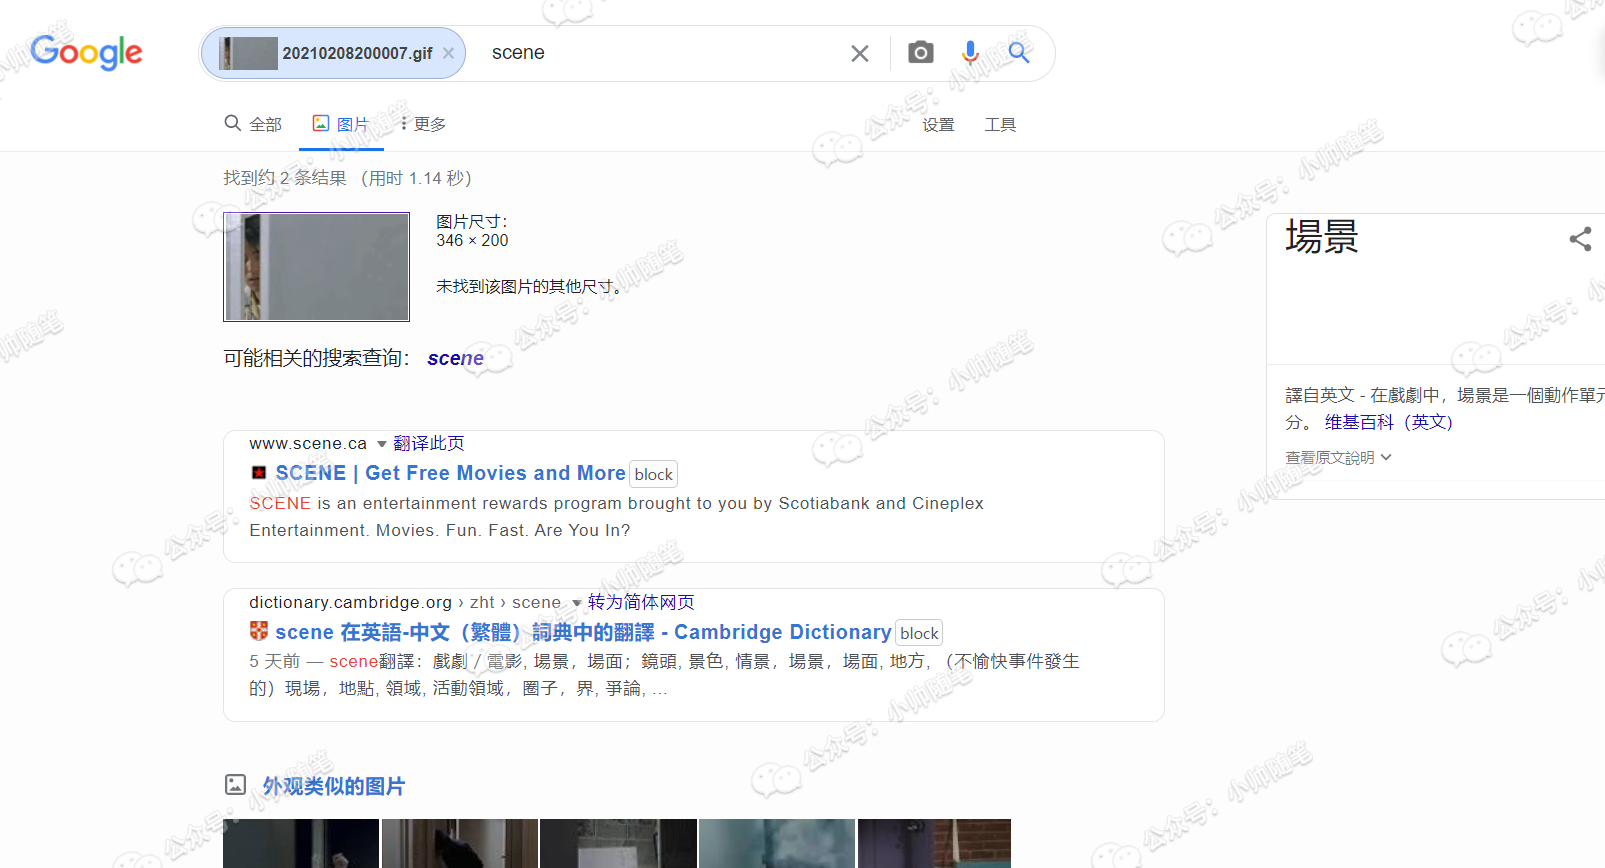 Google
20210208200007.gif
scene
全部
图片
更多
设置
工具
找到约 2 条结果 （用时 1.14 秒）
图片尺寸：
346 × 200
未找到该图片的其他尺寸。
可能相关的搜索查询： scene
場景
譯自英文 - 在戲劇中，場景是一個動作單元
分。 维基百科（英文）
查看原文說明
www.scene.ca 翻译此页
SCENE | Get Free Movies and More block
SCENE is an entertainment rewards program brought to you by Scotiabank and Cineplex
Entertainment. Movies. Fun. Fast. Are You In?
dictionary.cambridge.org › zht › scene 转为简体网页
scene 在英語-中文（繁體）詞典中的翻譯 - Cambridge Dictionary block
5 天前 — scene翻譯：戲劇 / 電影, 場景，場面；鏡頭, 景色, 情景，場景，場面, 地方, （不愉快事件發生
的）現場，地點, 領域, 活動領域，圈子，界, 爭論, ...
外观类似的图片
公众号：小帅随笔